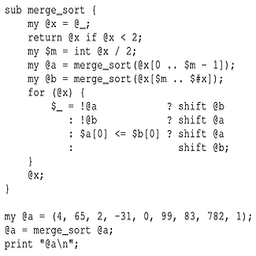 sub merge_sort {
    my @x = @_;
    return @x if @x < 2;
    my $m = int @x / 2;
    my @a = merge_sort(@x[0 .. $m - 1]);
    my @b = merge_sort(@x[$m .. $#x]);
    for (@x) {
        $_ = !@a            ? shift @b
           : !@b            ? shift @a
           : $a[0] <= $b[0] ? shift @a
           :                  shift @b;
    }
    @x;
}

my @a = (4, 65, 2, -31, 0, 99, 83, 782, 1);
@a = merge_sort @a;
print "@a\n";